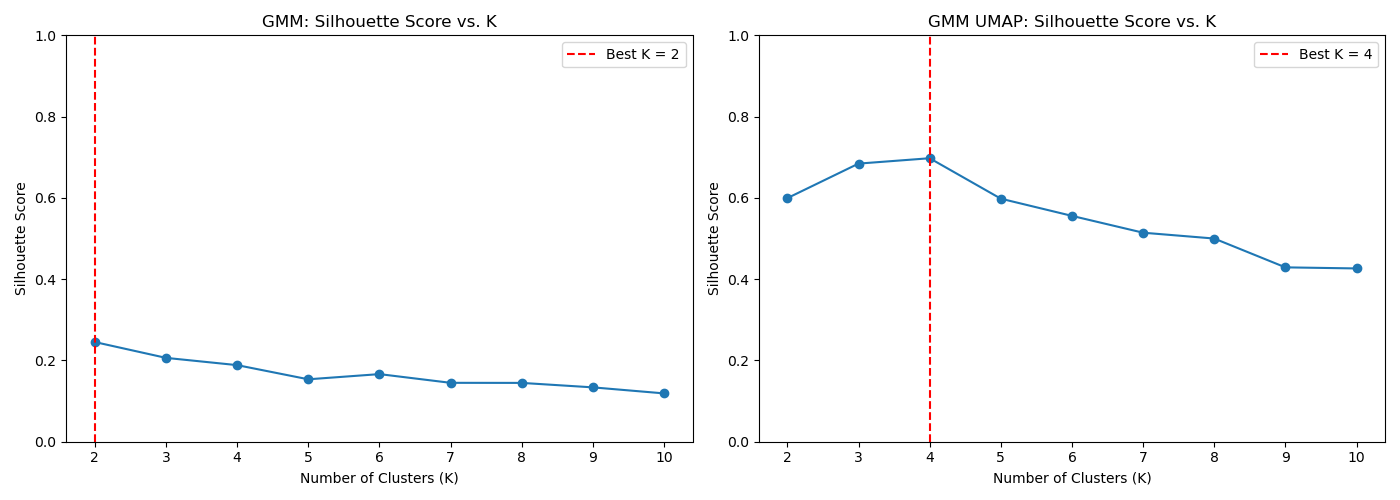 GMM: Silhouette Score vs. K
Best K = 2
1.0
0.8
0.6
0.4
0.2
0.0
Silhouette Score
2 3 4 5 6 7 8 9 10
Number of Clusters (K)
GMM UMAP: Silhouette Score vs. K
Best K = 4
1.0
0.8
0.6
0.4
0.2
0.0
Silhouette Score
2 3 4 5 6 7 8 9 10
Number of Clusters (K)